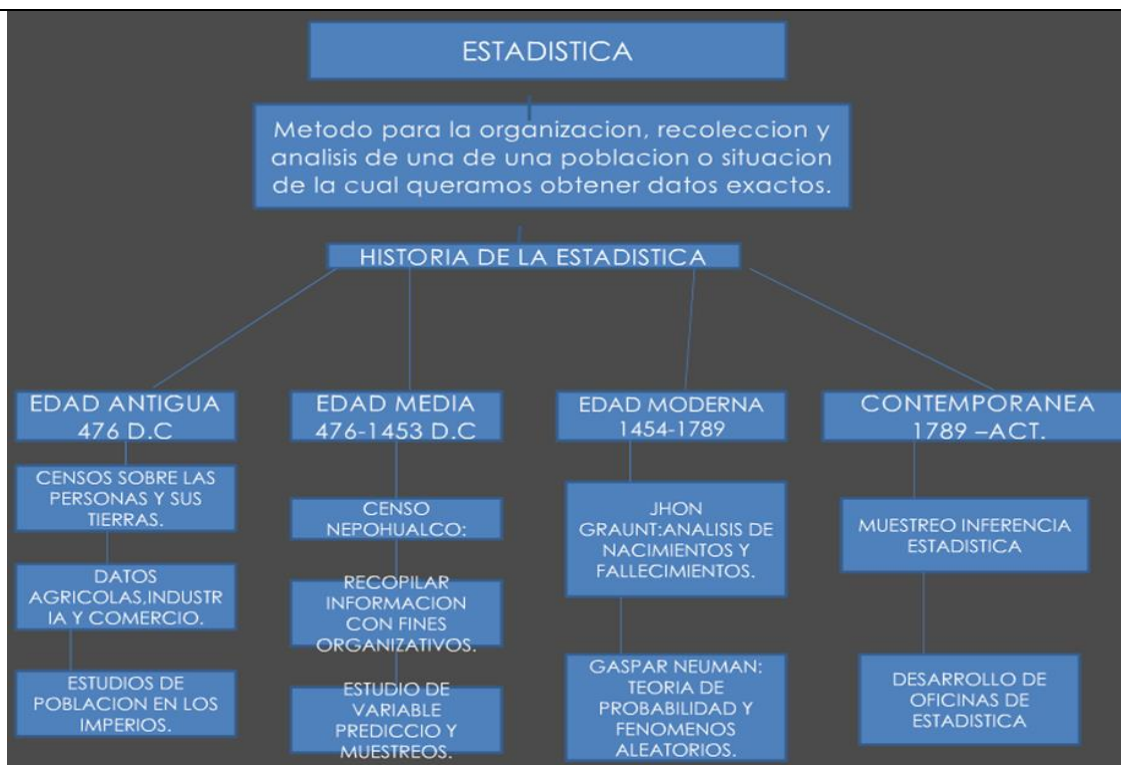 ESTADISTICA
Metodo para la organizacion, recoleccion y
analisis de una de una poblacion o situacion
de la cual queramos obtener datos exactos.
HISTORIA DE LA ESTADISTICA
EDAD ANTIGUA
476 D.C
CENSOS SOBRE LAS
PERSONAS Y SUS
TIERRAS.
DATOS
AGRICOLAS,INDUSTR
IA Y COMERCIO.
ESTUDIOS DE
POBLACION EN LOS
IMPERIOS.
EDAD MEDIA
476-1453 D.C
CENSO
NEPOHUALCO:
RECOPILAR
INFORMACION
CON FINES
ORGANIZATIVOS.
ESTUDIO DE
VARIABLE
PREDICCIO Y
MUESTREOS.
EDAD MODERNA
1454-1789
JHON
GRAUNT:ANALISIS DE
NACIMIENTOS Y
FALLECIMIENTOS.
GASPAR NEUMAN:
TEORIA DE
PROBABILIDAD Y
FENOMENOS
ALEATORIOS.
CONTEMPORANEA
1789 –ACT.
MUESTREO INFERENCIA
ESTADISTICA
DESARROLLO DE
OFICINAS DE
ESTADISTICA